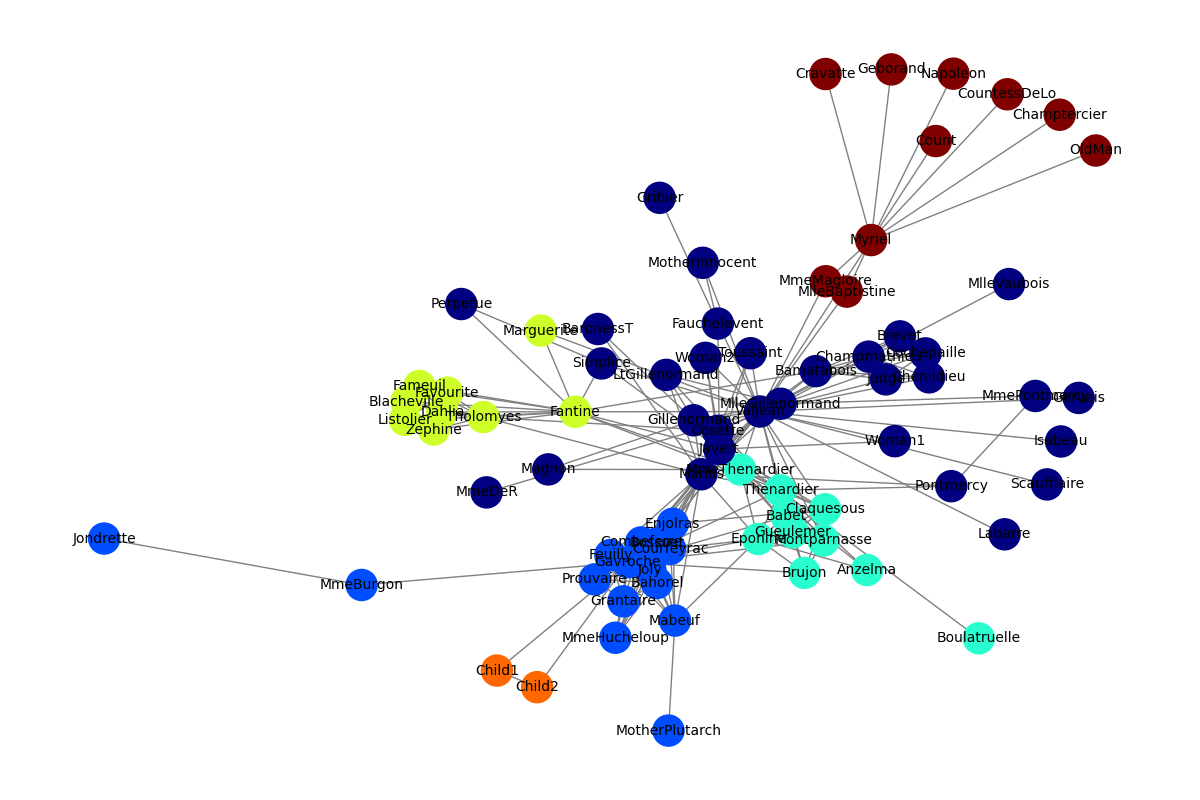 Cravatte
Geborand
Napoleon
CountessDeLo
Champtercier
Count
OldMan
Gribier
Myriel
MotherInnocent
MmeMagloire
MlleBaptistine
MlleVaubois
Perpetue
Marguerite
BaronessT
Fauchelevent
Brevet
Simplice
Woman2
Toussaint
Champmathieu
Cochepaille
LtGillenormand
Bamatabois
Judge
Chenildieu
Fameuil
Favourite
Blacheville
Dahlia
Listolier
Zephine
Tholomyes
Fantine
Gillenormand
MlleGillenormand
Valjean
MmePontmercy
Gervais
Cosette
Javert
Woman1
Isabeau
Magnon
Marius
MmeThenardier
MmeDeR
Thenardier
Pontmercy
Scaufflaire
Claquesous
Babet
Enjolras
Gueulemer
Labarre
Jondrette
Eponine
Montparnasse
Courfeyrac
Feuilly
Gavroche
Joly
Brujon
Anzelma
MmeBurgon
Prouvaire
Bahorel
Grantaire
Mabeuf
MmeHucheloup
Boulatruelle
Child1
Child2
MotherPlutarch